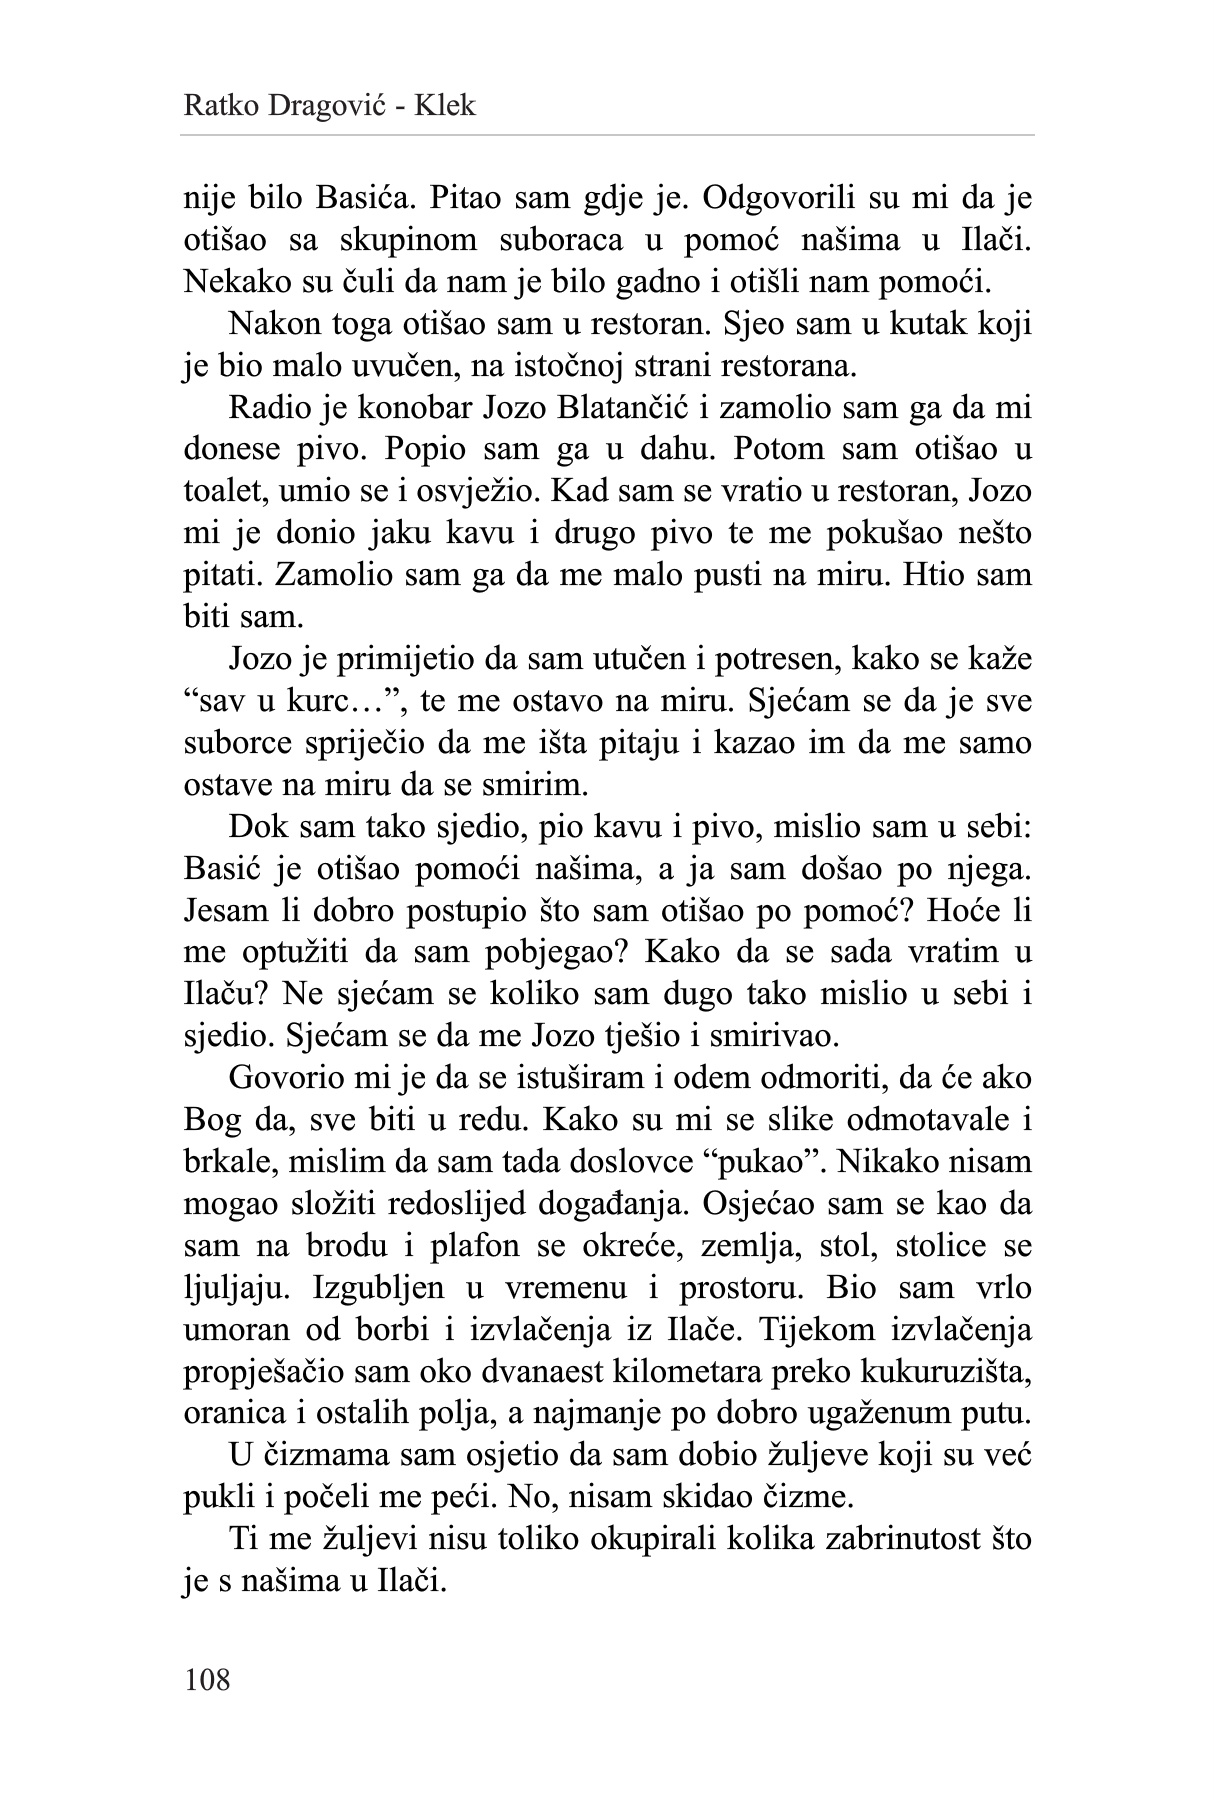 Ratko Dragović - Klek
nije bilo Basića. Pitao sam gdje je. Odgovorili su mi da je
otišao sa skupinom suboraca u pomoć našima u Ilači.
Nekako su čuli da nam je bilo gadno i otišli nam pomoći.
Nakon toga otišao sam u restoran. Sjeo sam u kutak koji
je bio malo uvučen, na istočnoj strani restorana.
Radio je konobar Jozo Blatančić i zamolio sam ga da mi
donese pivo. Popio sam ga u dahu. Potom sam otišao u
toalet, umio se i osvježio. Kad sam se vratio u restoran, Jozo
mi je donio jaku kavu i drugo pivo te me pokušao nešto
pitati. Zamolio sam ga da me malo pusti na miru. Htio sam
biti sam.
Jozo je primijetio da sam utučen i potresen, kako se kaže
“sav u kurc…”, te me ostavo na miru. Sjećam se da je sve
suborce spriječio da me išta pitaju i kazao im da me samo
ostave na miru da se smirim.
Dok sam tako sjedio, pio kavu i pivo, mislio sam u sebi:
Basić je otišao pomoći našima, a ja sam došao po njega.
Jesam li dobro postupio što sam otišao po pomoć? Hoće li
me optužiti da sam pobjegao? Kako da se sada vratim u
Ilaču? Ne sjećam se koliko sam dugo tako mislio u sebi i
sjedio. Sjećam se da me Jozo tješio i smirivao.
Govorio mi je da se istuširam i odem odmoriti, da će ako
Bog da, sve biti u redu. Kako su mi se slike odmotavale i
brkale, mislim da sam tada doslovce “pukao”. Nikako nisam
mogao složiti redoslijed događanja. Osjećao sam se kao da
sam na brodu i plafon se okreće, zemlja, stol, stolice se
ljuljaju. Izgubljen u vremenu i prostoru. Bio sam vrlo
umoran od borbi i izvlačenja iz Ilače. Tijekom izvlačenja
propješačio sam oko dvanaest kilometara preko kukuruzišta,
oranica i ostalih polja, a najmanje po dobro ugaženum putu.
U čizmama sam osjetio da sam dobio žuljeve koji su već
pukli i počeli me peći. No, nisam skidao čizme.
Ti me žuljevi nisu toliko okupirali kolika zabrinutost što
je s našima u Ilači.
108